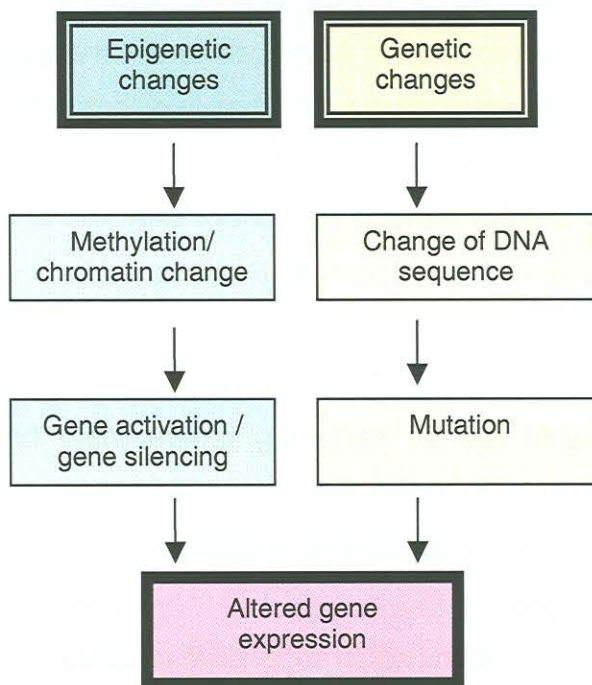 Epigenetic
changes
Genetic
changes
Methylation/
chromatin change
Change of DNA
sequence
Gene activation /
gene silencing
Mutation
Altered gene
expression